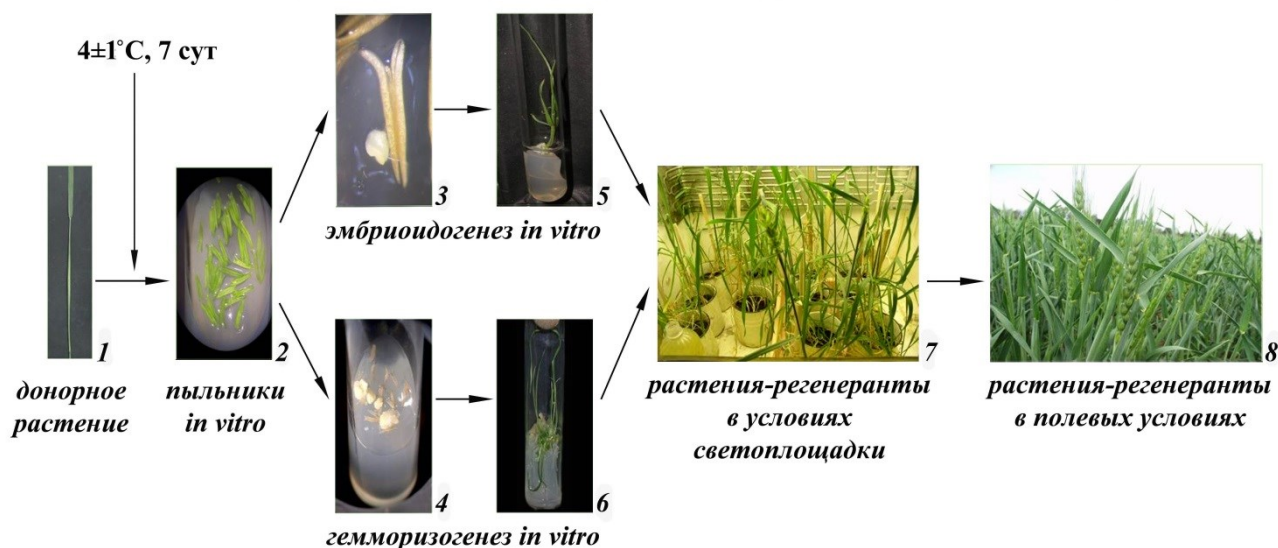 4±1˚С, 7 сут
1
донорное
растение
2
пыльники
in vitro
3
5
эмбриоидогенез in vitro
4
6
гемморизогенез in vitro
7
растения-регенеранты
в условиях
светоплощадки
8
растения-регенеранты
в полевых условиях